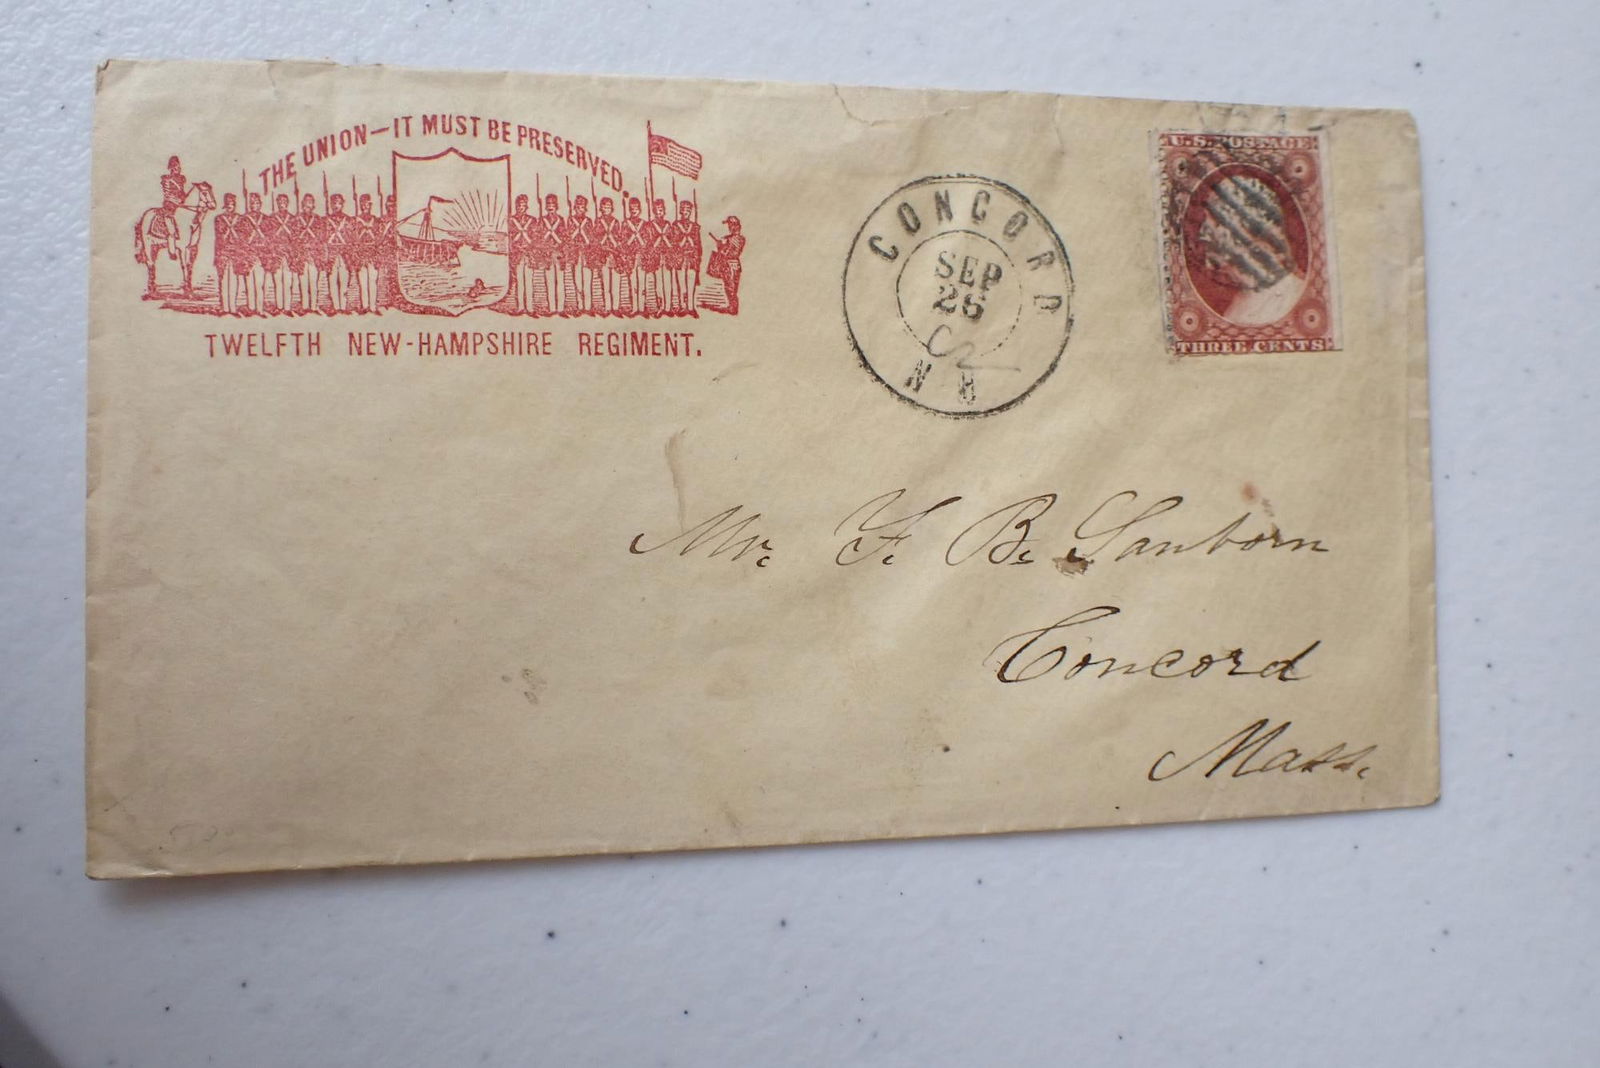 THE UNION—IT MUST BE PRESERVED.
TWELFTH NEW-HAMPSHIRE REGIMENT.
CONCORD
SEP
26
N H
U.S. POSTAGE
THREE CENTS
Mr. F. B. Sanborn
Concord
Mass.